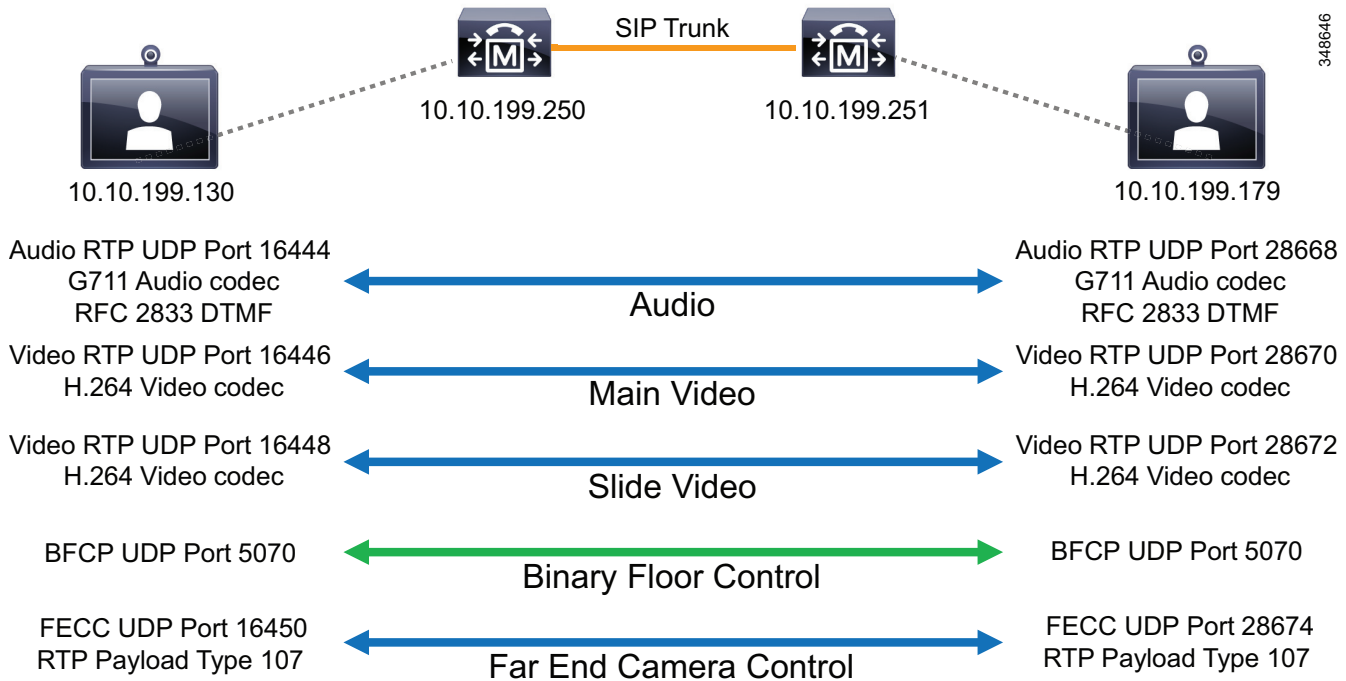 SIP Trunk
348646
M
M
10.10.199.250
10.10.199.251
10.10.199.130
10.10.199.179
Audio RTP UDP Port 16444
G711 Audio codec
RFC 2833 DTMF
Audio
Audio RTP UDP Port 28668
G711 Audio codec
RFC 2833 DTMF
Video RTP UDP Port 16446
H.264 Video codec
Main Video
Video RTP UDP Port 28670
H.264 Video codec
Video RTP UDP Port 16448
H.264 Video codec
Slide Video
Video RTP UDP Port 28672
H.264 Video codec
BFCP UDP Port 5070
Binary Floor Control
BFCP UDP Port 5070
FECC UDP Port 16450
RTP Payload Type 107
Far End Camera Control
FECC UDP Port 28674
RTP Payload Type 107